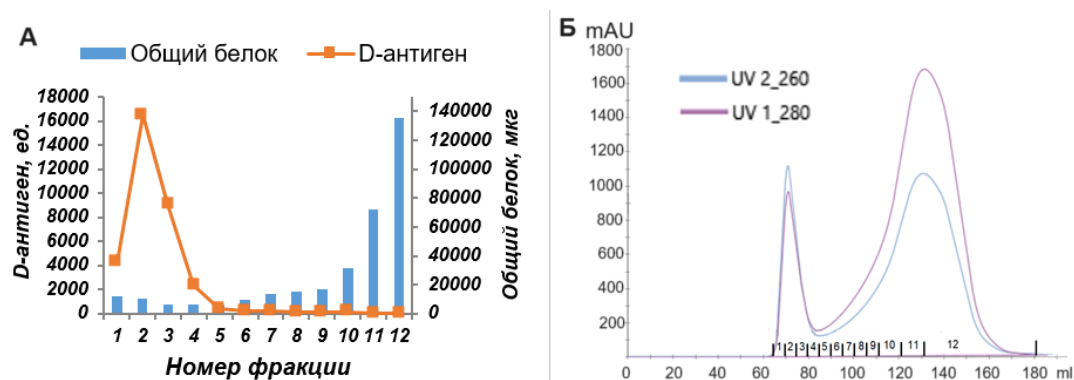 А
Общий белок
D-антиген
D-антиген, ед.
18000
16000
14000
12000
10000
8000
6000
4000
2000
0
140000
120000
100000
80000
60000
40000
20000
0
Общий белок, мкг
1 2 3 4 5 6 7 8 9 10 11 12
Номер фракции
Б
mAU
1800
1600
1400
1200
1000
800
600
400
200
UV 2_260
UV 1_280
1 2 3 4 5 6 7 8 9 10 11 12
0 20 40 60 80 100 120 140 160 180 ml